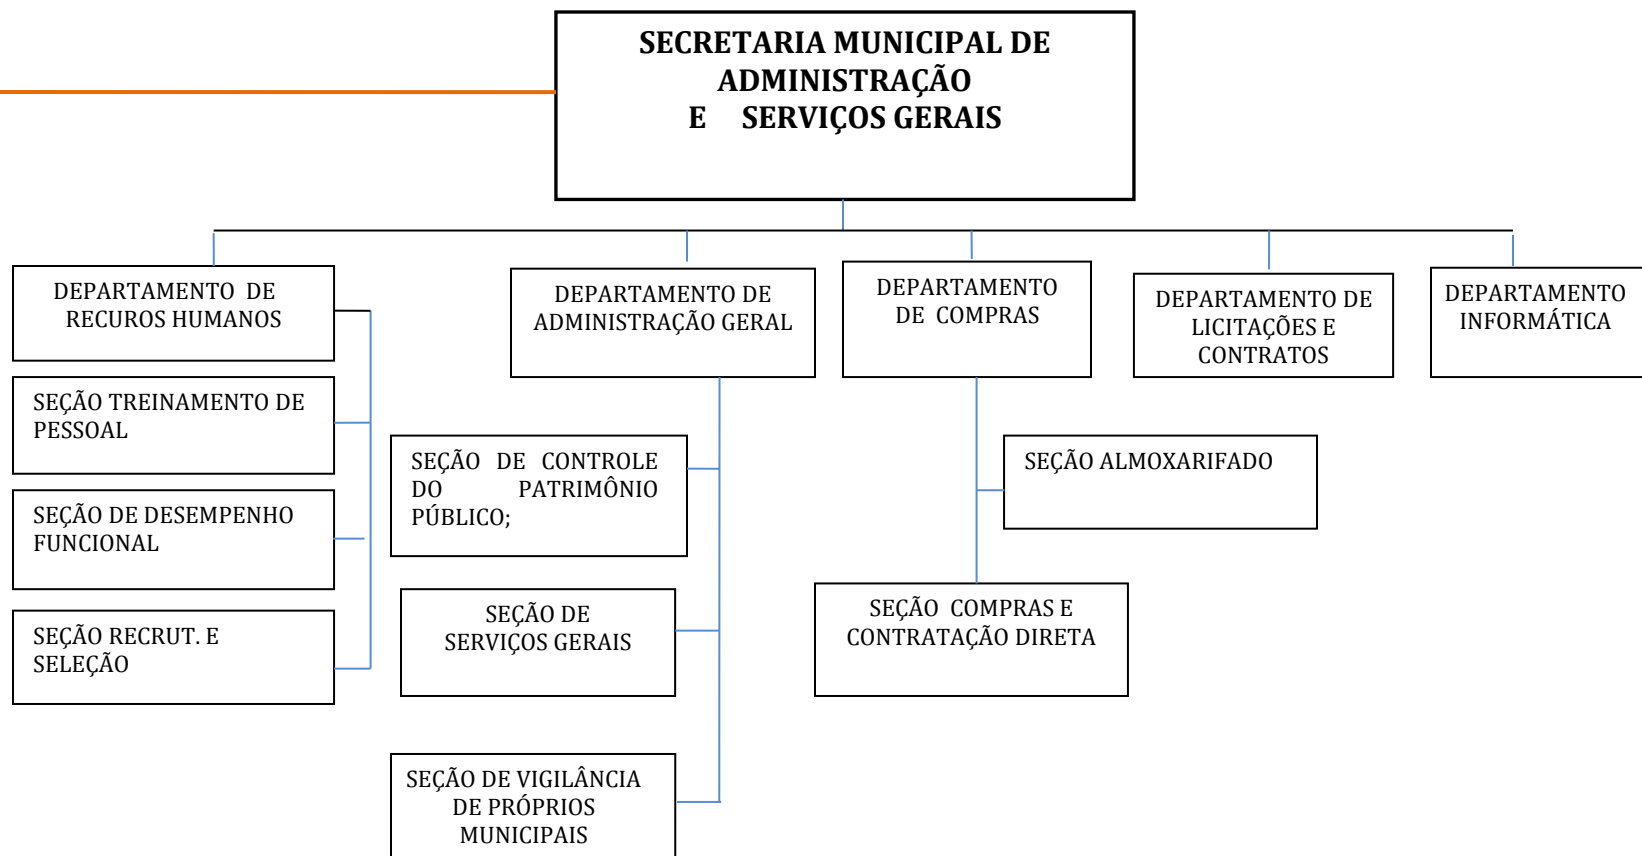 SECRETARIA MUNICIPAL DE
ADMINISTRAÇÃO
E SERVIÇOS GERAIS
DEPARTAMENTO DE
RECUROS HUMANOS
DEPARTAMENTO DE
ADMINISTRAÇÃO GERAL
DEPARTAMENTO
DE COMPRAS
DEPARTAMENTO DE
LICITAÇÕES E
CONTRATOS
DEPARTAMENTO
INFORMÁTICA
SEÇÃO TREINAMENTO DE
PESSOAL
SEÇÃO DE DESEMPENHO
FUNCIONAL
SEÇÃO RECRUT. E
SELEÇÃO
SEÇÃO DE CONTROLE
DO PATRIMÔNIO
PÚBLICO;
SEÇÃO DE
SERVIÇOS GERAIS
SEÇÃO DE VIGILÂNCIA
DE PRÓPRIOS
MUNICIPAIS
SEÇÃO ALMOXARIFADO
SEÇÃO COMPRAS E
CONTRATAÇÃO DIRETA